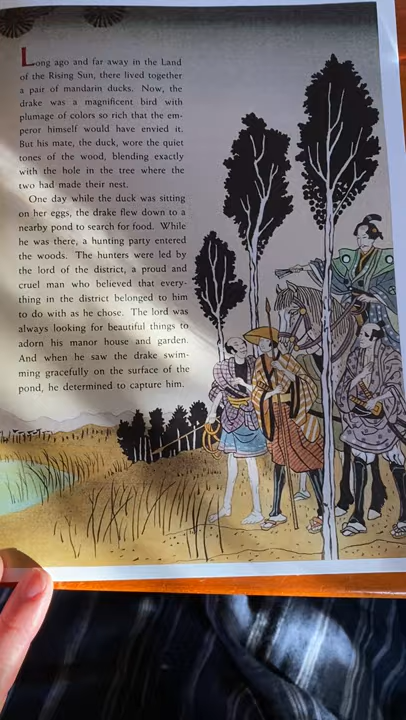 Long ago and far away in the Land
of the Rising Sun, there lived together
a pair of mandarin ducks. Now, the
drake was a magnificent bird with
plumage of colors so rich that the em-
peror himself would have envied it.
But his mate, the duck, wore the quiet
tones of the wood, blending exactly
with the hole in the tree where the
two had made their nest.
One day while the duck was sitting
on her eggs, the drake flew down to a
nearby pond to search for food. While
he was there, a hunting party entered
the woods. The hunters were led by
the lord of the district, a proud and
cruel man who believed that every-
thing in the district belonged to him
to do with as he chose. The lord was
always looking for beautiful things to
adorn his manor house and garden.
And when he saw the drake swim-
ming gracefully on the surface of the
pond, he determined to capture him.